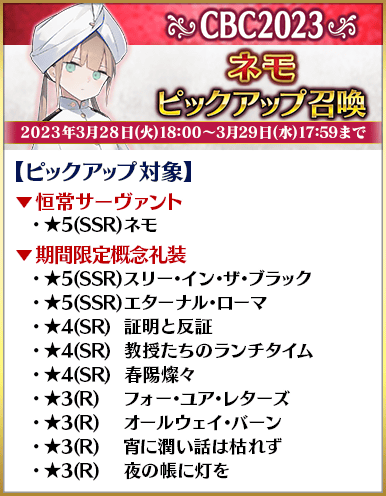 CBC2023
ネモ
ピックアップ召喚
2023年3月28日(火)18:00～3月29日(水)17:59まで
【ピックアップ対象】
▼恒常サーヴァント
・★5(SSR)ネモ
▼期間限定概念礼装
・★5(SSR)スリー・イン・ザ・ブラック
・★5(SSR)エターナル・ローマ
・★4(SR) 証明と反証
・★4(SR) 教授たちのランチタイム
・★4(SR) 春陽燦々
・★3(R) フォー・ユア・レターズ
・★3(R) オールウェイ・バーン
・★3(R) 宵に潤い話は枯れず
・★3(R) 夜の帳に灯を